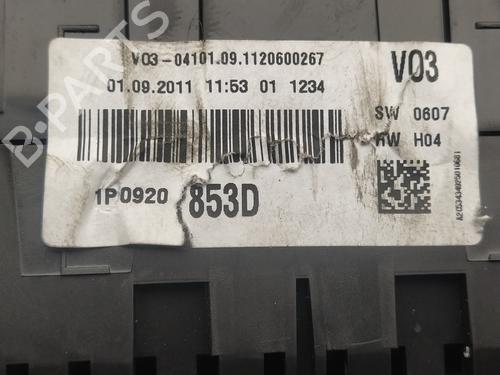 V03-04101.09.1120600267
01.09.2011 11:53 01 1234
V03
SW 0607
HW H04
1P0920 853D
A2C53434925010681
B-PARTS